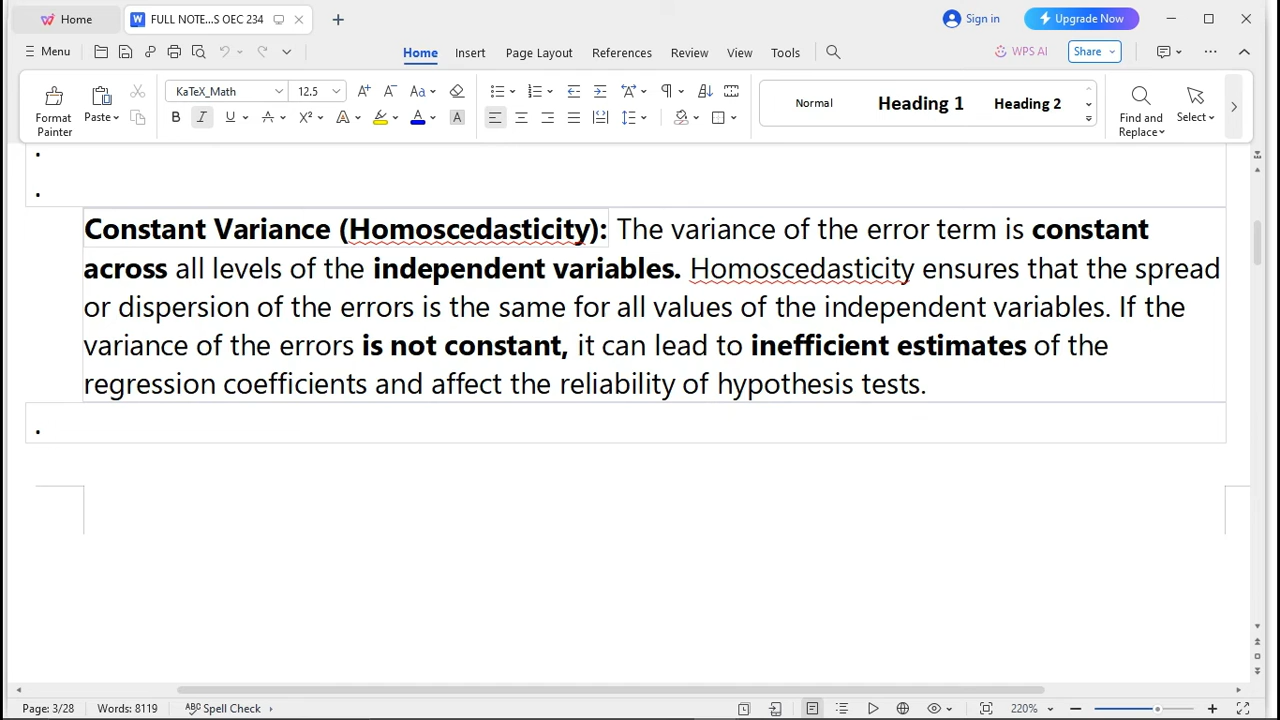 Home
FULL NOTE...S OEC 234
Sign in
Upgrade Now
Menu
Home
Insert
Page Layout
References
Review
View
Tools
WPS AI
Share
Format Painter
Paste
KaTeX_Math
12.5
Normal
Heading 1
Heading 2
Find and Replace
Select
.
.
Constant Variance (Homoscedasticity): The variance of the error term is constant
across all levels of the independent variables. Homoscedasticity ensures that the spread
or dispersion of the errors is the same for all values of the independent variables. If the
variance of the errors is not constant, it can lead to inefficient estimates of the
regression coefficients and affect the reliability of hypothesis tests.
.
Page: 3/28
Words: 8119
Spell Check
220%